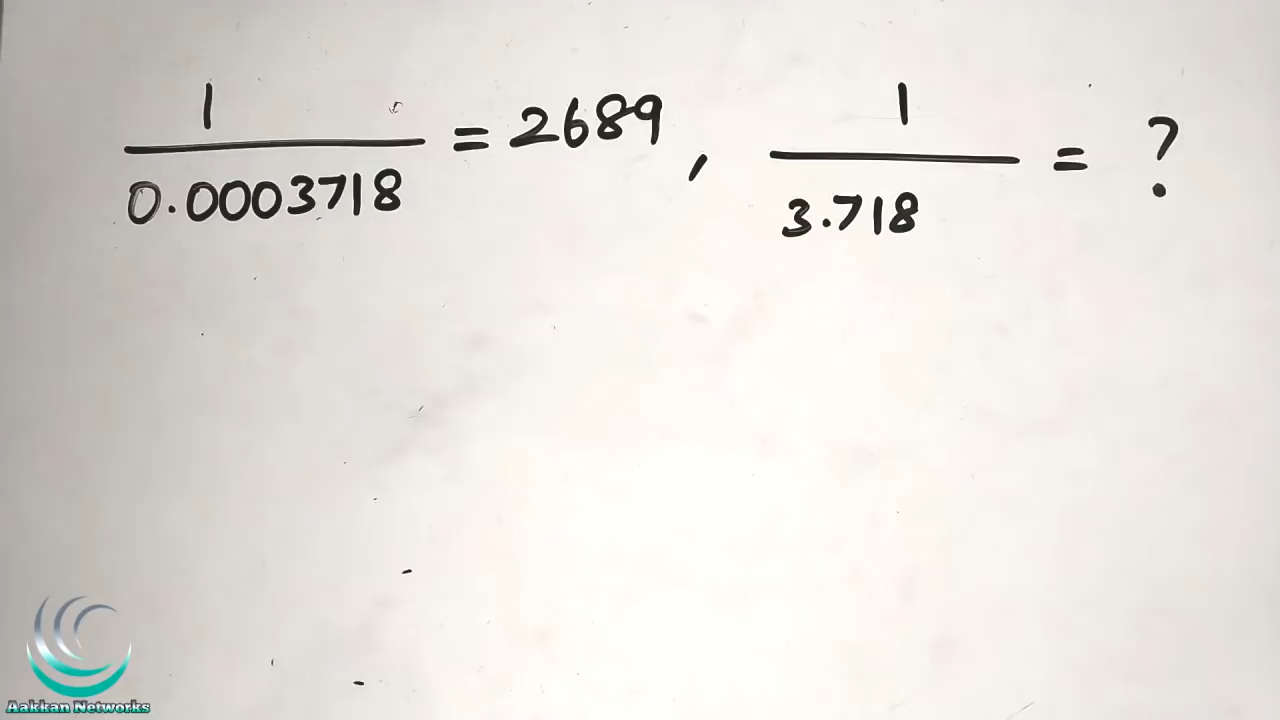 1/0.0003718 = 2689, 1/3.718 = ?
Aakkan Networks